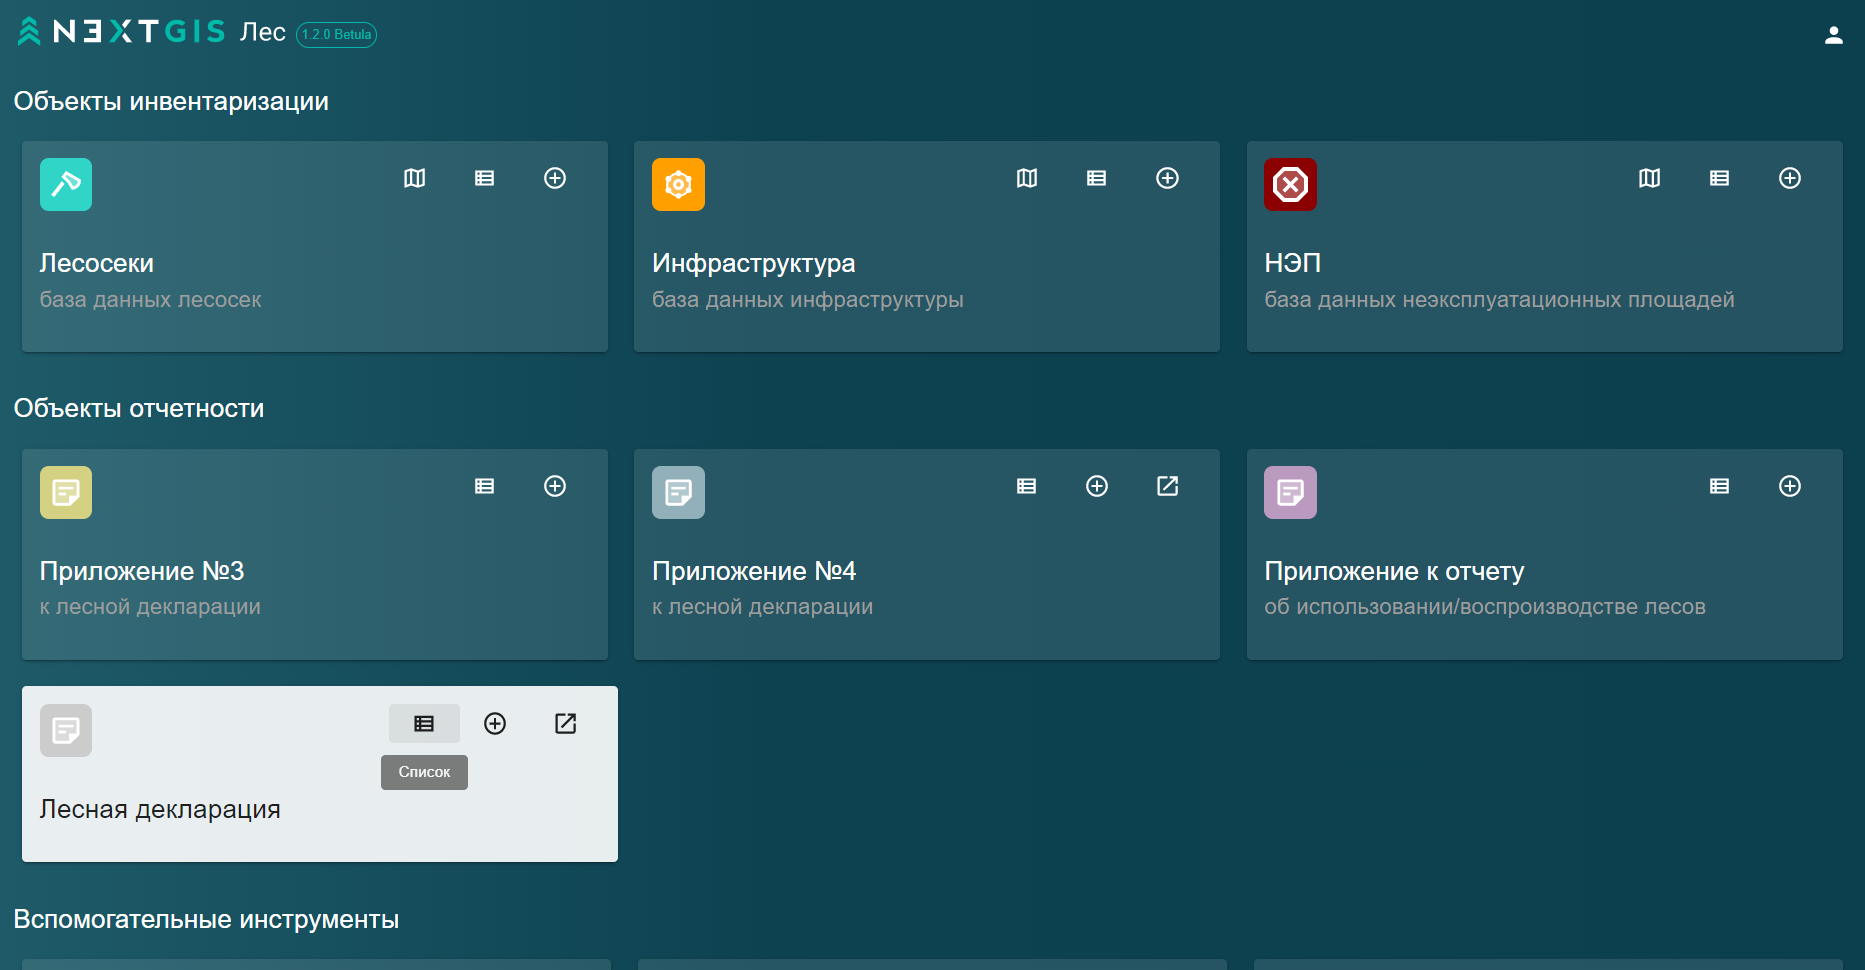 NEXTGIS Лес 1.2.0 Betula
Объекты инвентаризации
Лесосеки
база данных лесосек
Инфраструктура
база данных инфраструктуры
НЭП
база данных неэксплуатационных площадей
Объекты отчетности
Приложение №3
к лесной декларации
Приложение №4
к лесной декларации
Приложение к отчету
об использовании/воспроизводстве лесов
Список
Лесная декларация
Вспомогательные инструменты